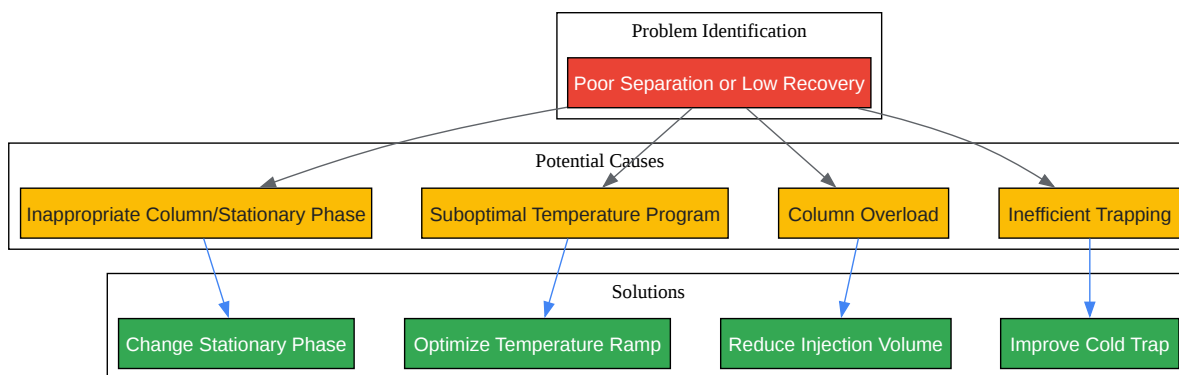 Problem Identification
Poor Separation or Low Recovery
Potential Causes
Inappropriate Column/Stationary Phase
Suboptimal Temperature Program
Column Overload
Inefficient Trapping
Solutions
Change Stationary Phase
Optimize Temperature Ramp
Reduce Injection Volume
Improve Cold Trap